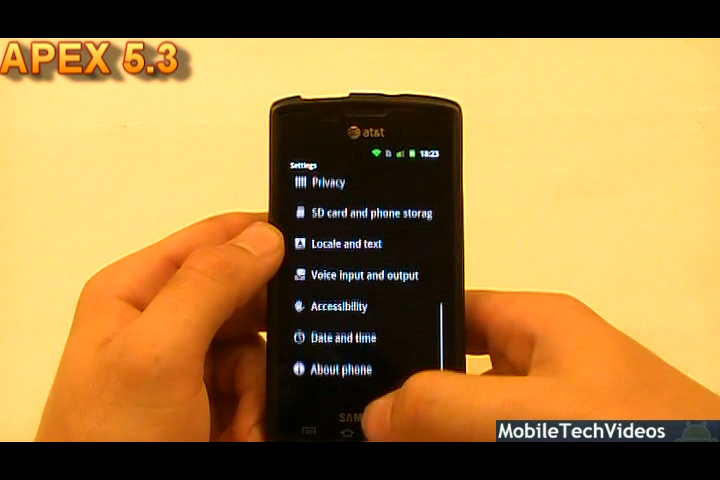 APEX 5.3
at&t
18:23
Settings
Privacy
SD card and phone storag
Locale and text
Voice input and output
Accessibility
Date and time
About phone
MobileTechVideos